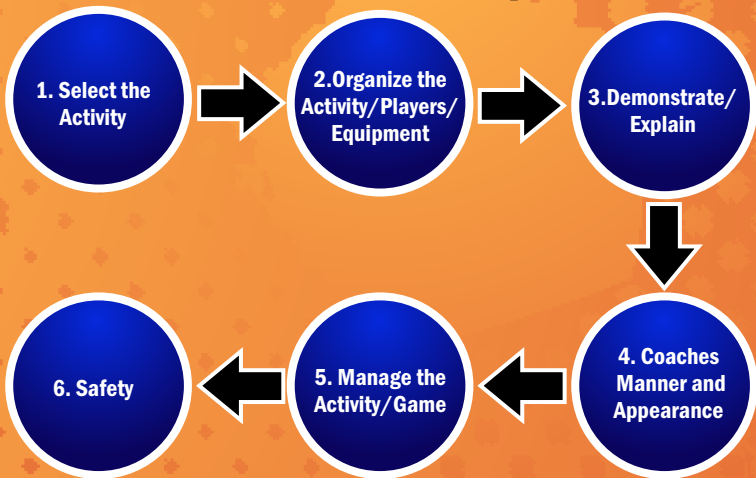 1. Select the
Activity
2.Organize the
Activity/Players/
Equipment
3.Demonstrate/
Explain
4. Coaches
Manner and
Appearance
5. Manage the
Activity/Game
6. Safety